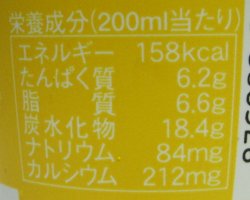 栄養成分(200ml当たり)
エネルギー 158kcal
たんぱく質 6.2g
脂質 6.6g
炭水化物 18.4g
ナトリウム 84mg
カルシウム 212mg